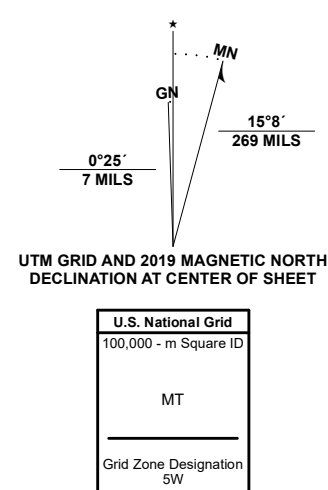 ★
MN
GN
15°8´
269 MILS
0°25´
7 MILS
UTM GRID AND 2019 MAGNETIC NORTH
DECLINATION AT CENTER OF SHEET
U.S. National Grid
100,000 - m Square ID
MT
Grid Zone Designation
5W